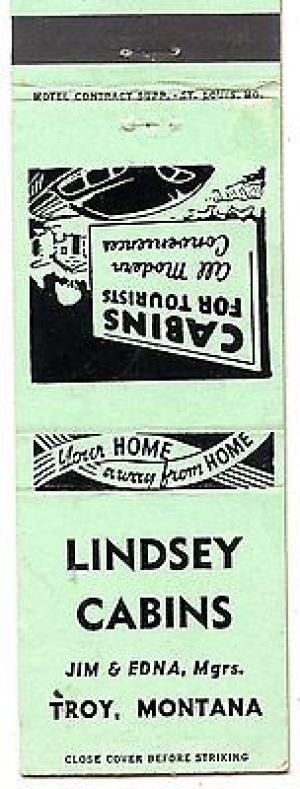 MOTEL CONTRACT SUPP. - ST. LOUIS, MO.
CABINS
FOR TOURISTS
All Modern
Conveniences
Your HOME
away from HOME
LINDSEY
CABINS
JIM & EDNA, Mgrs.
TROY, MONTANA
CLOSE COVER BEFORE STRIKING